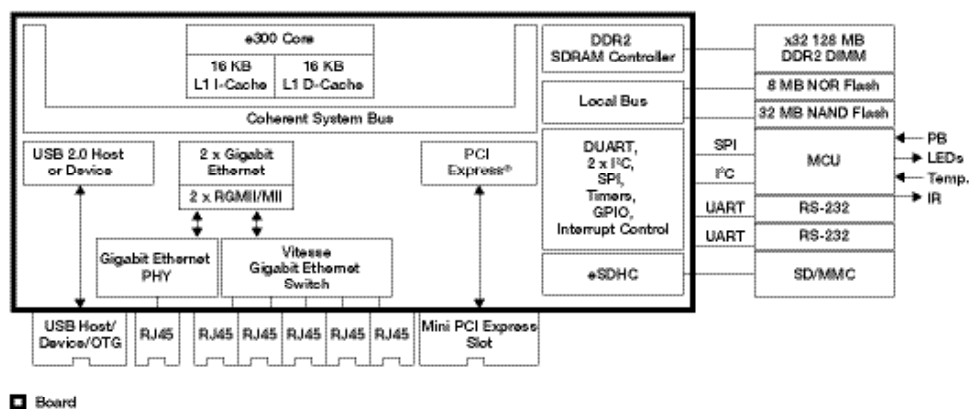 e300 Core
16 KB
L1 I-Cache
16 KB
L1 D-Cache
Coherent System Bus
DDR2
SDRAM Controller
Local Bus
x32 128 MB
DDR2 DIMM
8 MB NOR Flash
32 MB NAND Flash
USB 2.0 Host
or Device
2 x Gigabit
Ethernet
2 x RGMII/MII
PCI
Express®
DUART,
2 x I²C,
SPI,
Timers,
GPIO,
Interrupt Control
SPI
I²C
UART
UART
MCU
PB
LEDs
Temp.
IR
RS-232
RS-232
Gigabit Ethernet
PHY
Vitesse
Gigabit Ethernet
Switch
eSDHC
SD/MMC
USB Host/
Device/OTG
RJ45
RJ45
RJ45
RJ45
RJ45
RJ45
Mini PCI Express
Slot
Board